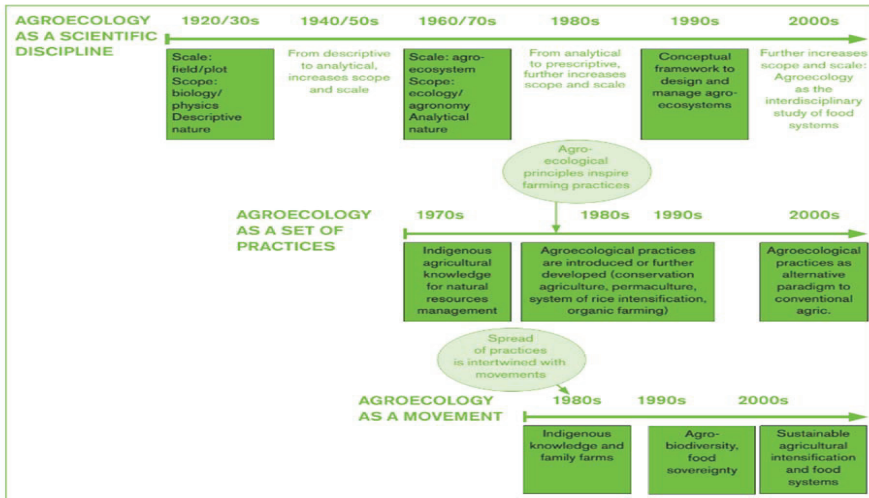 AGROECOLOGY
AS A SCIENTIFIC
DISCIPLINE
1920/30s
1940/50s
1960/70s
1980s
1990s
2000s
Scale:
field/plot
Scope:
biology/
physics
Descriptive
nature
From descriptive
to analytical,
increases scope
and scale
Scale: agro-
ecosystem
Scope:
ecology/
agronomy
Analytical
nature
From analytical
to prescriptive,
further increases
scope and scale
Conceptual
framework to
design and
manage agro-
ecosystems
Further increases
scope and scale:
Agroecology
as the
interdisciplinary
study of food
systems
Agro-
ecological
principles inspire
farming practices
AGROECOLOGY
AS A SET OF
PRACTICES
1970s
1980s
1990s
2000s
Indigenous
agricultural
knowledge
for natural
resources
management
Agroecological practices
are introduced or further
developed (conservation
agriculture, permaculture,
system of rice intensification,
organic farming)
Agroecological
practices as
alternative
paradigm to
conventional
agric.
Spread
of practices
is intertwined with
movements
AGROECOLOGY
AS A MOVEMENT
1980s
1990s
2000s
Indigenous
knowledge and
family farms
Agro-
biodiversity,
food
sovereignty
Sustainable
agricultural
intensification
and food
systems